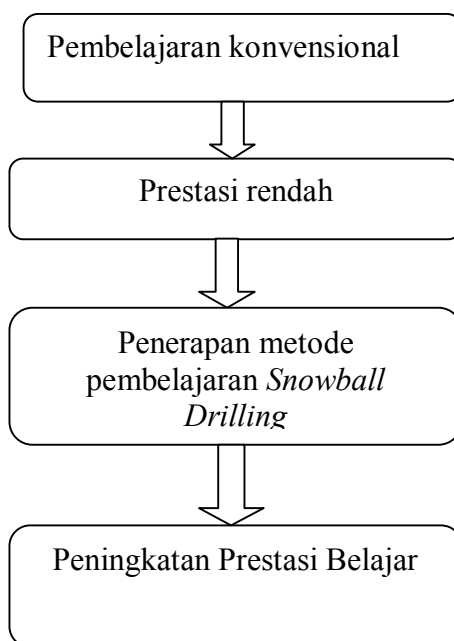 Pembelajaran konvensional
Prestasi rendah
Penerapan metode
pembelajaran Snowball
Drilling
Peningkatan Prestasi Belajar